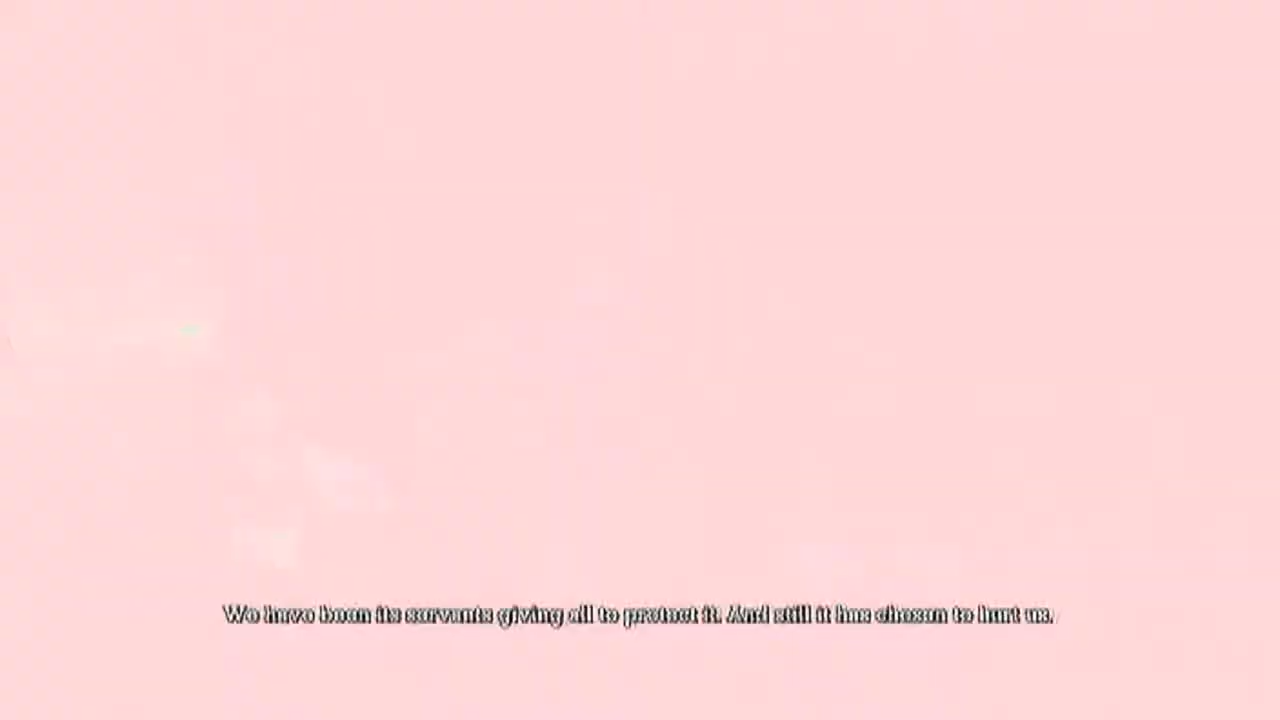 We have been its servants giving all to protect it. And still it has chosen to hurt us.